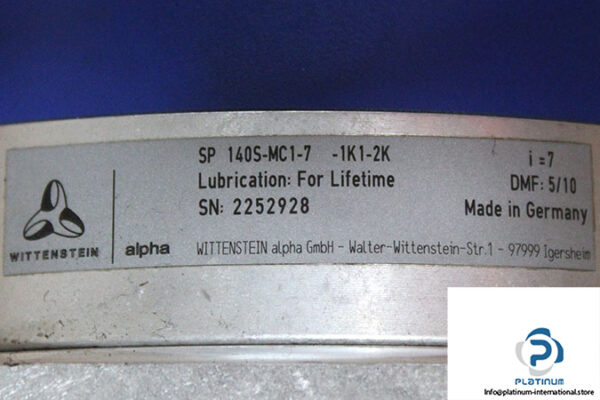 SP 140S-MC1-7 -1K1-2K i=7
Lubrication: For Lifetime DMF: 5/10
SN: 2252928 Made in Germany
WITTENSTEIN alpha WITTENSTEIN alpha GmbH - Walter-Wittenstein-Str.1 - 97999 Igersheim
PLATINUM
Info@platinum-international.store